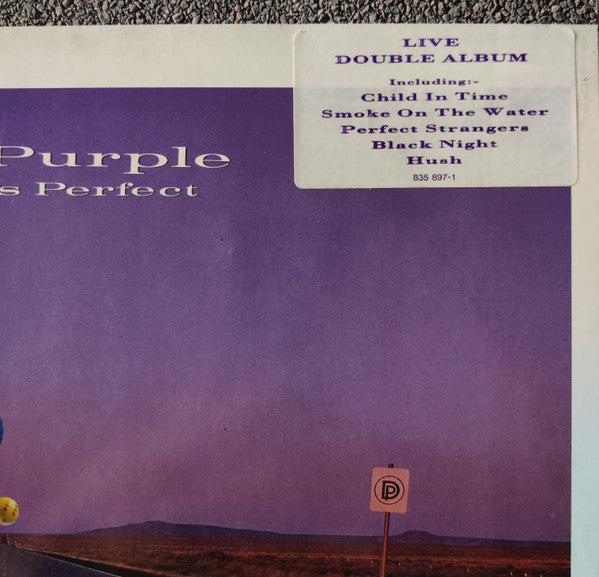 LIVE
DOUBLE ALBUM
Including:-
Child In Time
Smoke On The Water
Perfect Strangers
Black Night
Hush
835 897-1
Purple
s Perfect
DP